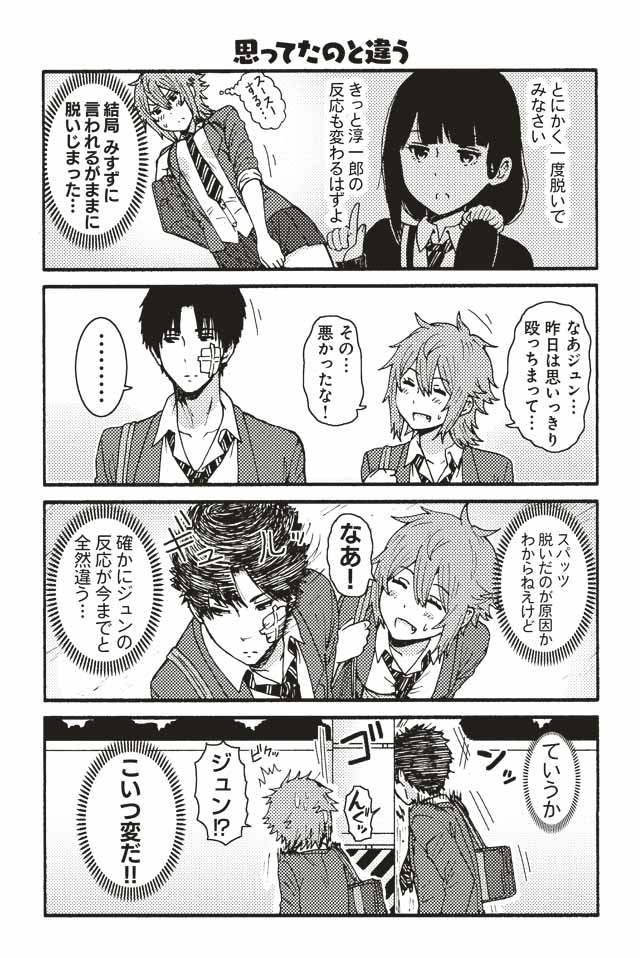 思ってたのと違う
とにかく一度脱いで
みなさい
きっと淳一郎の
反応も変わるはずよ
スースー
する…
結局 みすずに
言われるがままに
脱いじまった…
なあジュン…
昨日は思いっきり
殴っちまって…
その…
悪かったな！
………
スパッツ
脱いだのが原因か
わからねえけど
なあ！
ギュルド
確かにジュンの
反応が今までと
全然違う…
ていうか
んぐッ
ビクッ
ジュン!?
こいつ変だ!!